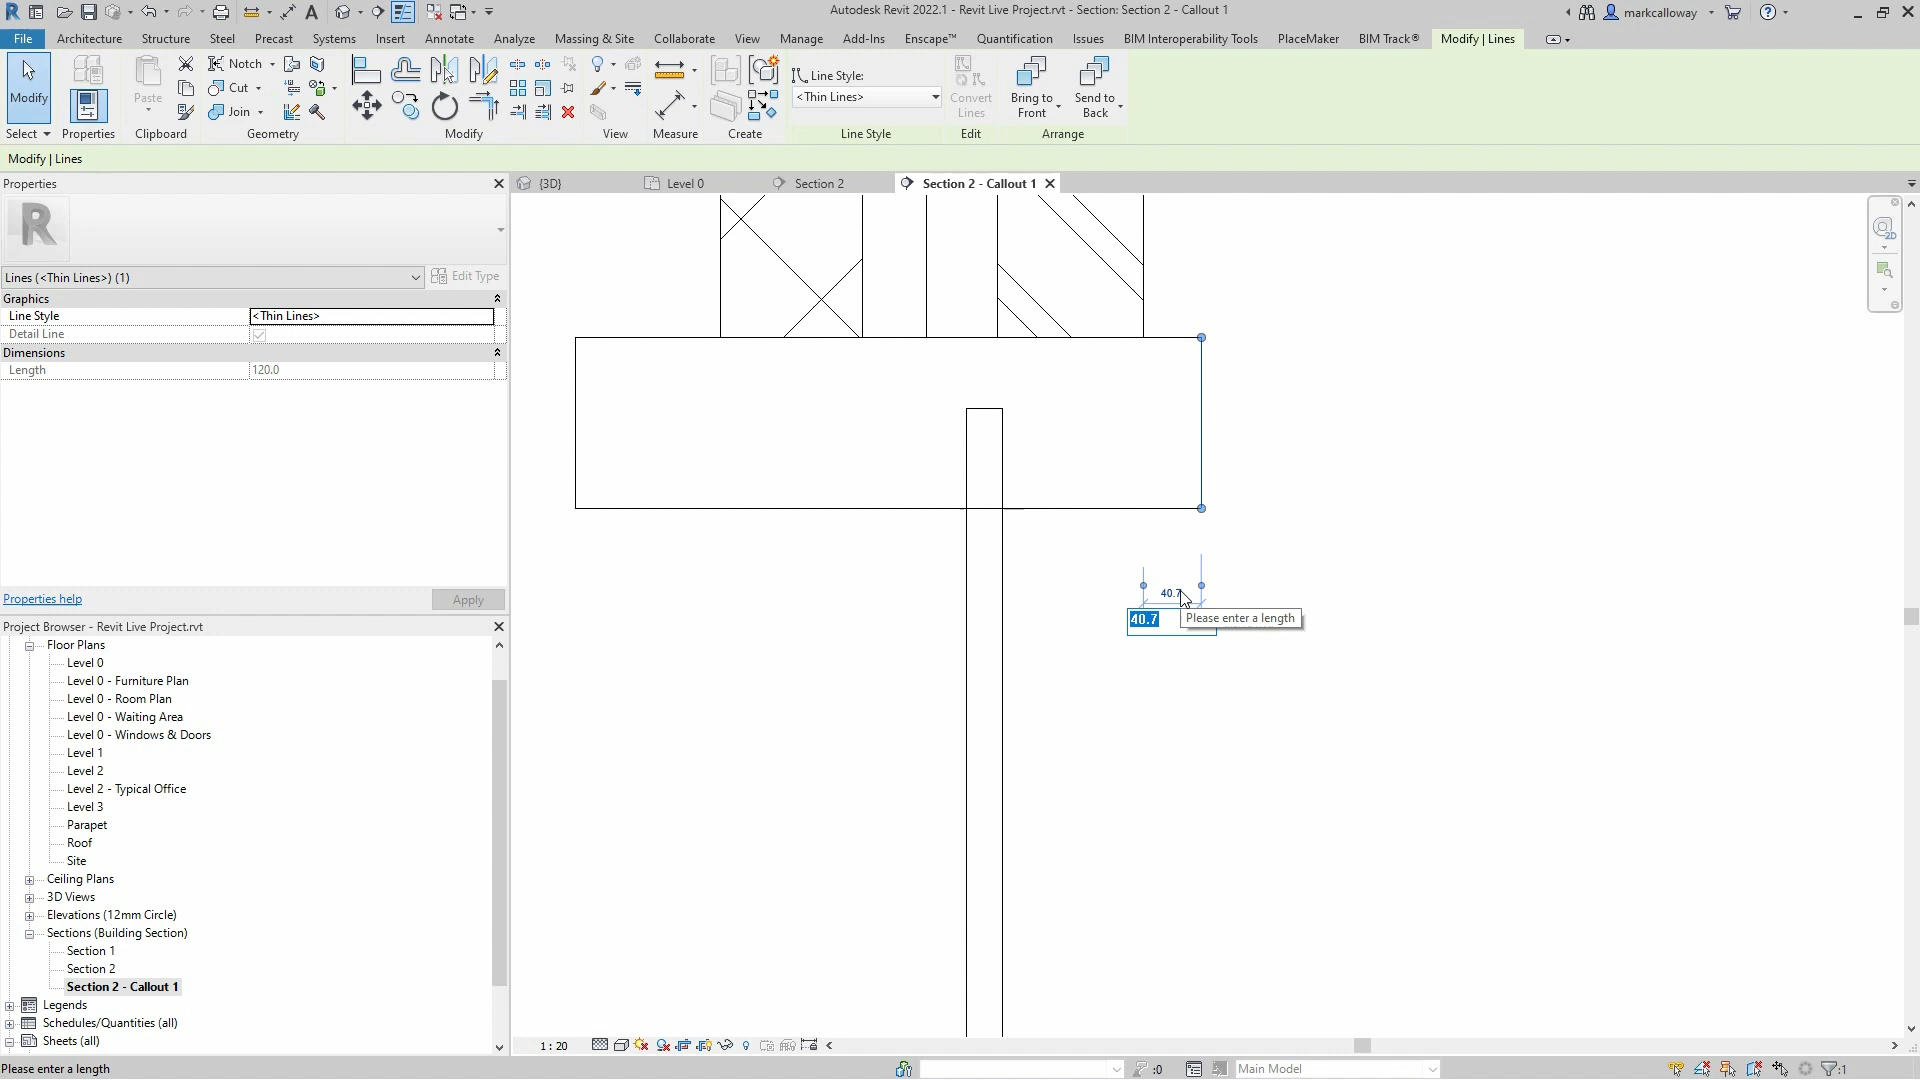 Autodesk Revit 2022.1 - Revit Live Project.rvt - Section: Section 2 - Callout 1
markcalloway
File Architecture Structure Steel Precast Systems Insert Annotate Analyze Massing & Site Collaborate View Manage Add-Ins Enscape™ Quantification Issues BIM Interoperability Tools PlaceMaker BIM Track® Modify | Lines
Modify
Paste
Notch
Cut
Join
Line Style:
<Thin Lines>
Convert Lines
Bring to Front
Send to Back
Select Properties Clipboard Geometry Modify View Measure Create Line Style Edit Arrange
Modify | Lines
Properties
{3D} Level 0 Section 2 Section 2 - Callout 1
Lines (<Thin Lines>) (1)
Edit Type
Graphics
Line Style <Thin Lines>
Detail Line
Dimensions
Length 120.0
Properties help
Apply
40.7
40.7
Please enter a length
Project Browser - Revit Live Project.rvt
Floor Plans
Level 0
Level 0 - Furniture Plan
Level 0 - Room Plan
Level 0 - Waiting Area
Level 0 - Windows & Doors
Level 1
Level 2
Level 2 - Typical Office
Level 3
Parapet
Roof
Site
Ceiling Plans
3D Views
Elevations (12mm Circle)
Sections (Building Section)
Section 1
Section 2
Section 2 - Callout 1
Legends
Schedules/Quantities (all)
Sheets (all)
1 : 20
Please enter a length
:0
Main Model
:1
2D